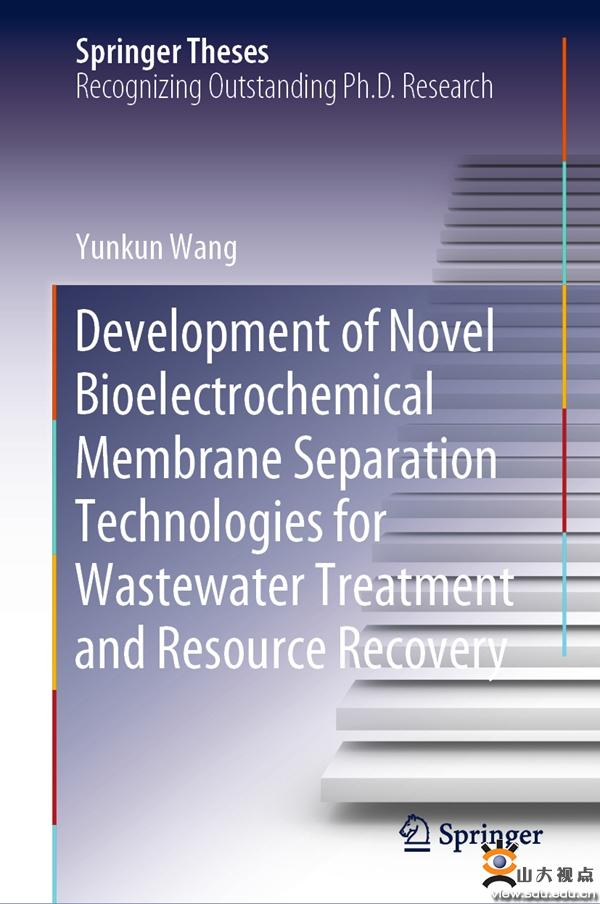 Springer Theses
Recognizing Outstanding Ph.D. Research
Yunkun Wang
Development of Novel
Bioelectrochemical
Membrane Separation
Technologies for
Wastewater Treatment
and Resource Recovery
Springer
山大视点
view.sdu.edu.cn